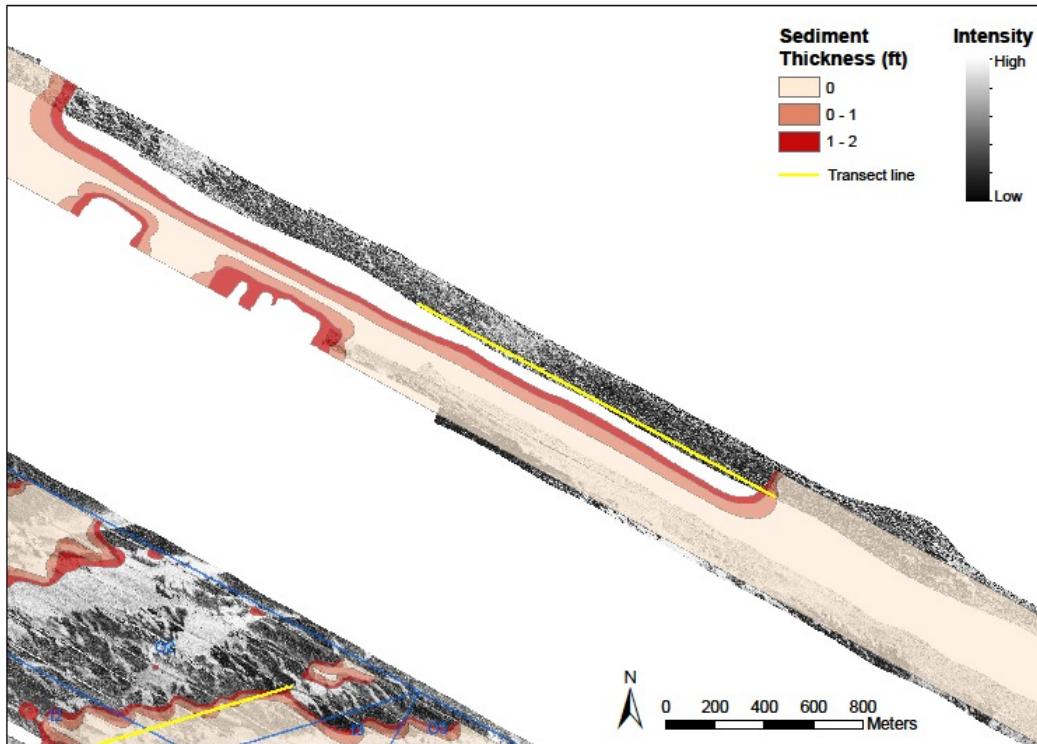 Sediment
Thickness (ft)
0
0 - 1
1 - 2
Transect line
Intensity
High
Low
N
0 200 400 600 800
Meters